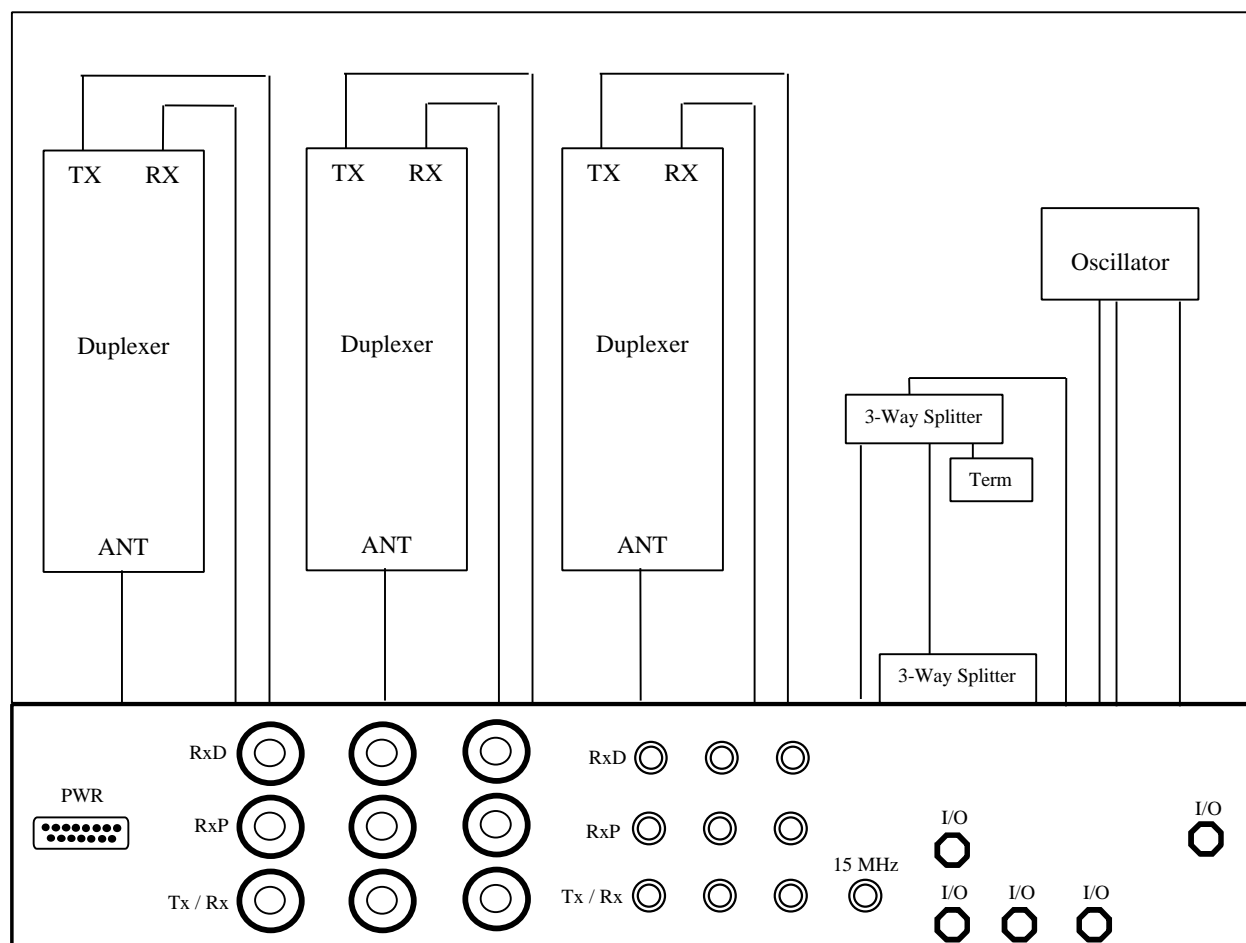 TX RX
TX RX
TX RX
Oscillator
Duplexer
Duplexer
Duplexer
3-Way Splitter
Term
ANT
ANT
ANT
3-Way Splitter
RxD
RxD
PWR
RxP
RxP
I/O
I/O
15 MHz
Tx / Rx
Tx / Rx
I/O
I/O
I/O